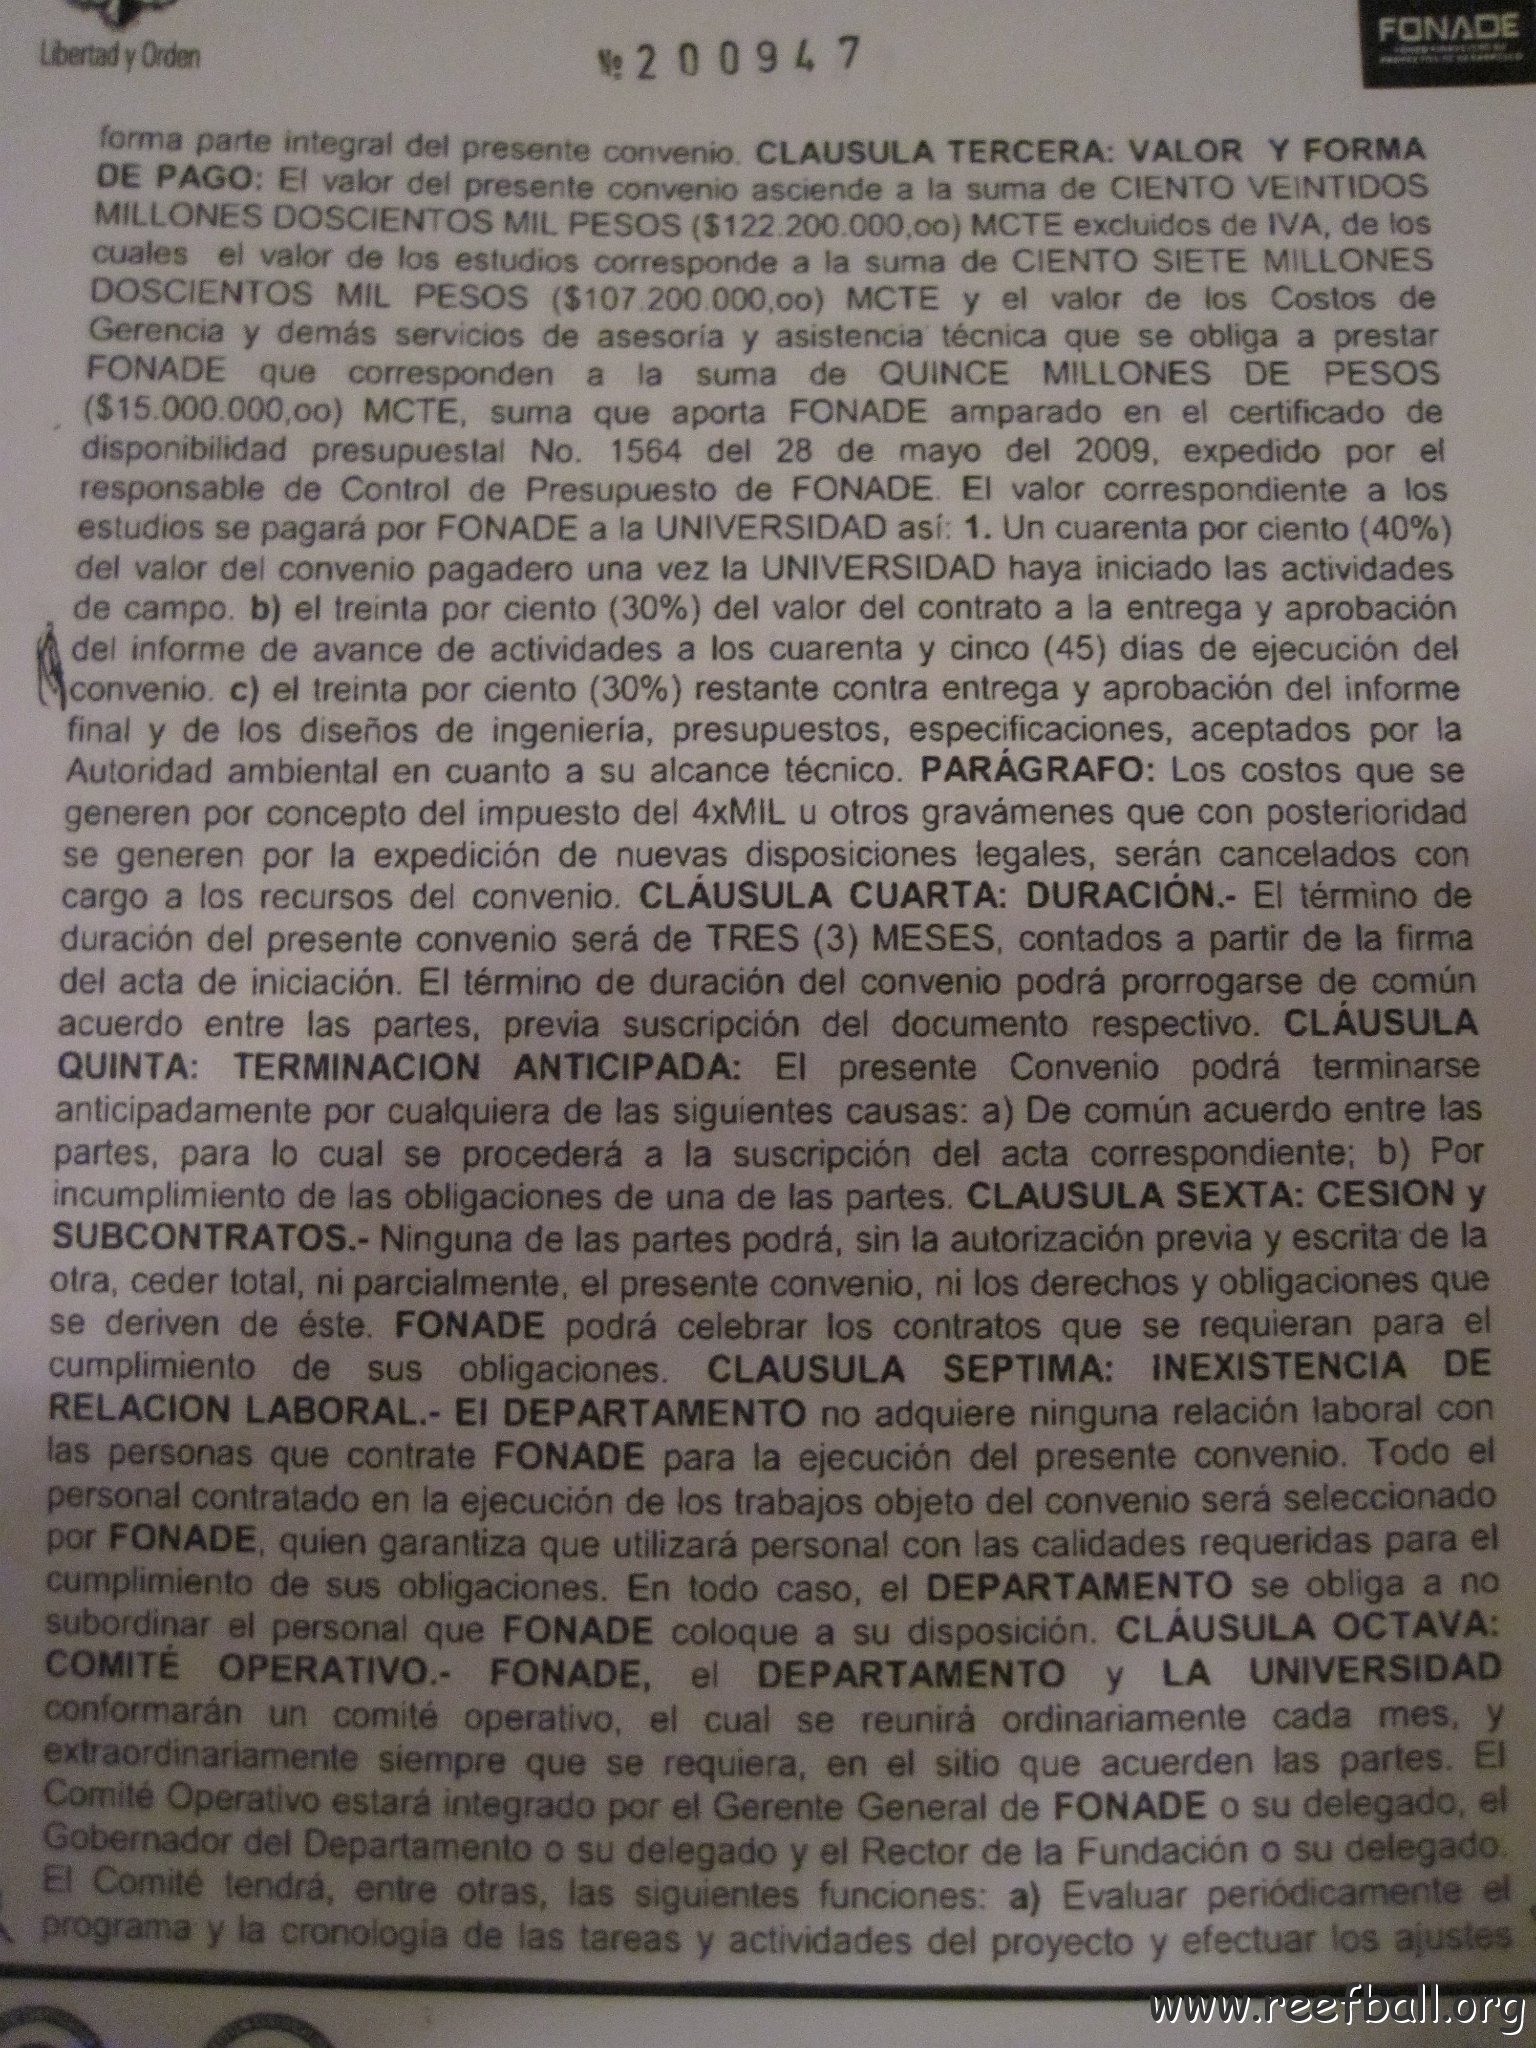 Libertad y Orden
№ 200947
FONADE
forma parte integral del presente convenio. CLAUSULA TERCERA: VALOR Y FORMA
DE PAGO: El valor del presente convenio asciende a la suma de CIENTO VEINTIDOS
MILLONES DOSCIENTOS MIL PESOS ($122.200.000,oo) MCTE excluidos de IVA, de los
cuales el valor de los estudios corresponde a la suma de CIENTO SIETE MILLONES
DOSCIENTOS MIL PESOS ($107.200.000,oo) MCTE y el valor de los Costos de
Gerencia y demás servicios de asesoría y asistencia técnica que se obliga a prestar
FONADE que corresponden a la suma de QUINCE MILLONES DE PESOS
($15.000.000,oo) MCTE, suma que aporta FONADE amparado en el certificado de
disponibilidad presupuestal No. 1564 del 28 de mayo del 2009, expedido por el
responsable de Control de Presupuesto de FONADE. El valor correspondiente a los
estudios se pagará por FONADE a la UNIVERSIDAD así: 1. Un cuarenta por ciento (40%)
del valor del convenio pagadero una vez la UNIVERSIDAD haya iniciado las actividades
de campo. b) el treinta por ciento (30%) del valor del contrato a la entrega y aprobación
del informe de avance de actividades a los cuarenta y cinco (45) dias de ejecución del
convenio. c) el treinta por ciento (30%) restante contra entrega y aprobación del informe
final y de los diseños de ingeniería, presupuestos, especificaciones, aceptados por la
Autoridad ambiental en cuanto a su alcance técnico. PARÁGRAFO: Los costos que se
generen por concepto del impuesto del 4xMIL u otros gravámenes que con posterioridad
se generen por la expedición de nuevas disposiciones legales, serán cancelados con
cargo a los recursos del convenio. CLÁUSULA CUARTA: DURACIÓN.- El término de
duración del presente convenio será de TRES (3) MESES, contados a partir de la firma
del acta de iniciación. El término de duración del convenio podrá prorrogarse de común
acuerdo entre las partes, previa suscripción del documento respectivo. CLÁUSULA
QUINTA: TERMINACION ANTICIPADA: El presente Convenio podrá terminarse
anticipadamente por cualquiera de las siguientes causas: a) De común acuerdo entre las
partes, para lo cual se procederá a la suscripción del acta correspondiente; b) Por
incumplimiento de las obligaciones de una de las partes. CLAUSULA SEXTA: CESION y
SUBCONTRATOS.- Ninguna de las partes podrá, sin la autorización previa y escrita de la
otra, ceder total, ni parcialmente, el presente convenio, ni los derechos y obligaciones que
se deriven de éste. FONADE podrá celebrar los contratos que se requieran para el
cumplimiento de sus obligaciones. CLAUSULA SEPTIMA: INEXISTENCIA DE
RELACION LABORAL.- El DEPARTAMENTO no adquiere ninguna relación laboral con
las personas que contrate FONADE para la ejecución del presente convenio. Todo el
personal contratado en la ejecución de los trabajos objeto del convenio será seleccionado
por FONADE, quien garantiza que utilizará personal con las calidades requeridas para el
cumplimiento de sus obligaciones. En todo caso, el DEPARTAMENTO se obliga a no
subordinar el personal que FONADE coloque a su disposición. CLÁUSULA OCTAVA:
COMITÉ OPERATIVO.- FONADE, el DEPARTAMENTO y LA UNIVERSIDAD
conformarán un comité operativo, el cual se reunirá ordinariamente cada mes, y
extraordinariamente siempre que se requiera, en el sitio que acuerden las partes. El
Comité Operativo estará integrado por el Gerente General de FONADE o su delegado, el
Gobernador del Departamento o su delegado y el Rector de la Fundación o su delegado.
El Comité tendrá, entre otras, las siguientes funciones: a) Evaluar periódicamente el
programa y la cronología de las tareas y actividades del proyecto y efectuar los ajustes
www.reefball.org